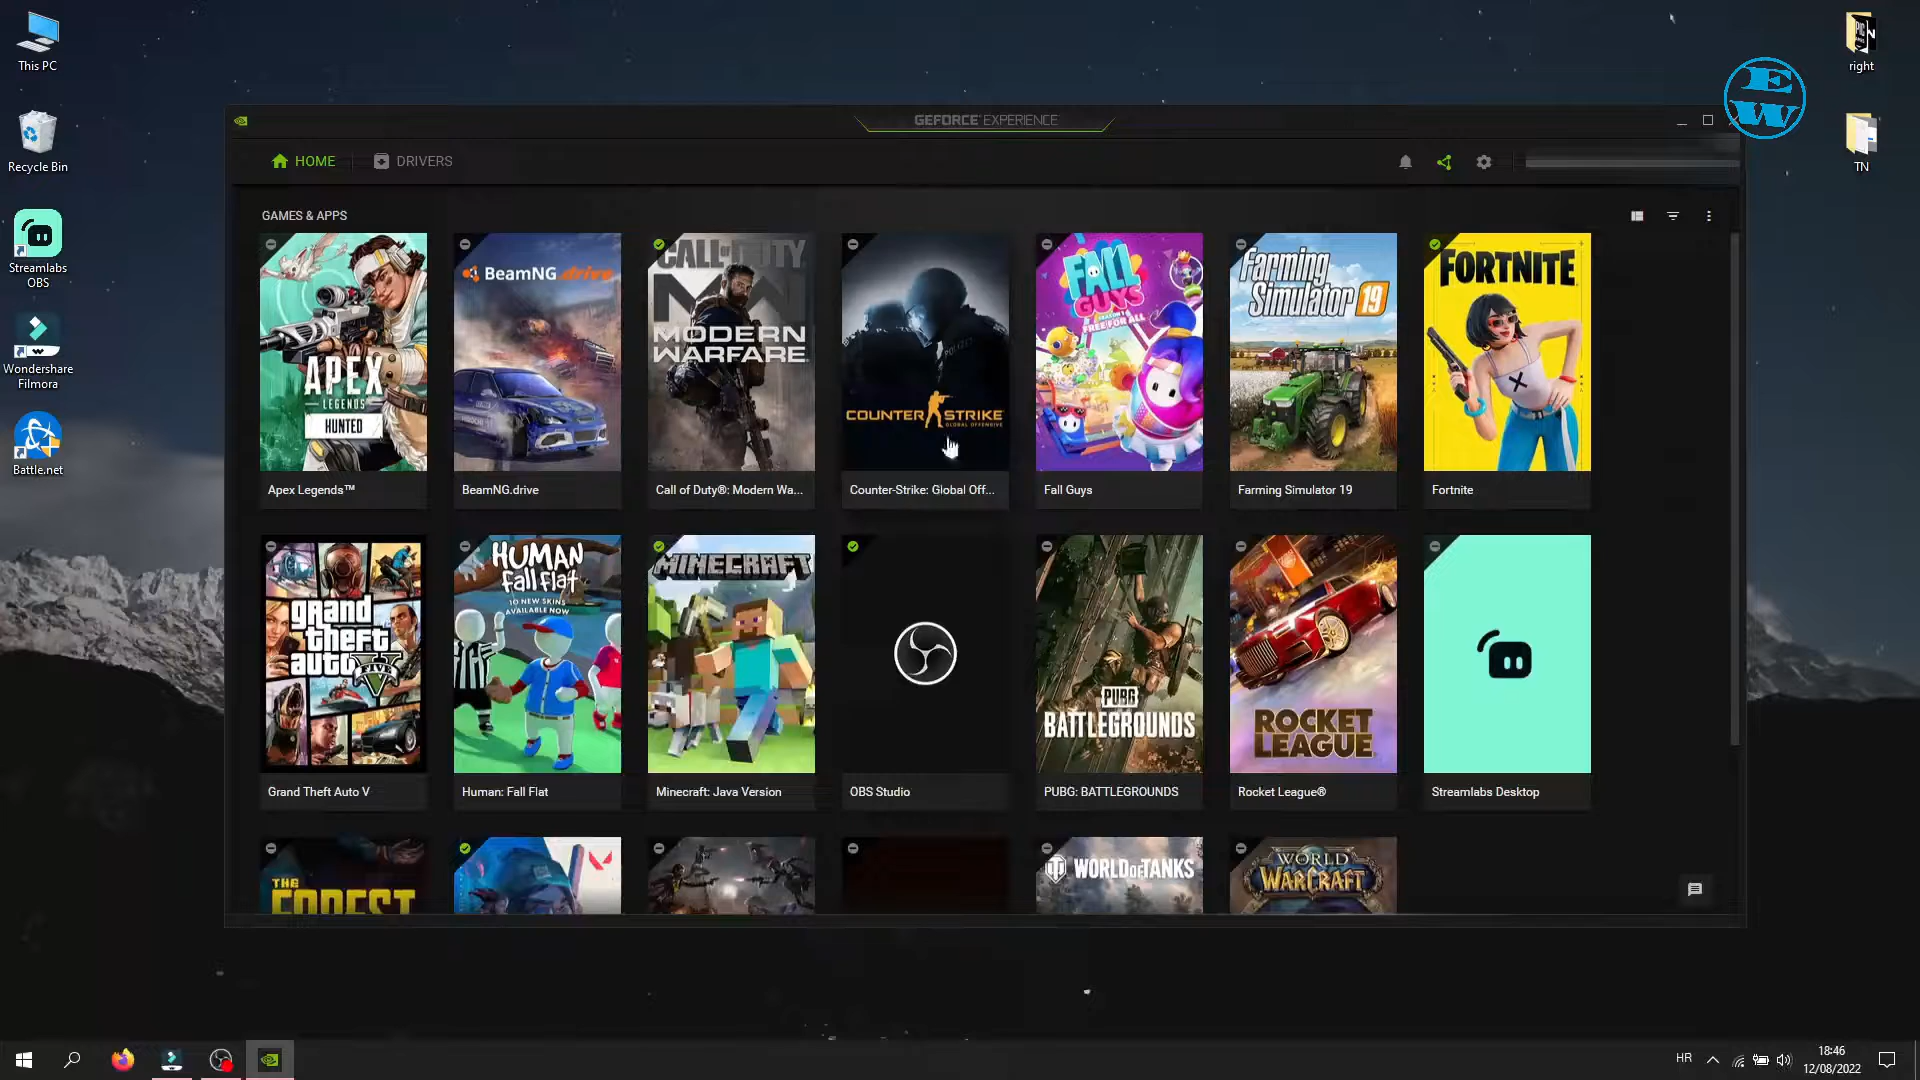 This PC
Recycle Bin
Streamlabs
OBS
Wondershare
Filmora
Battle.net
right
TN
EW
GEFORCE® EXPERIENCE
HOME
DRIVERS
GAMES & APPS
APEX
LEGENDS
HUNTED
BeamNG.drive
CALL OF DUTY
MW
MODERN
WARFARE
POLICE
COUNTER STRIKE
GLOBAL OFFENSIVE
FALL
GUYS
FREE FOR ALL
Farming
Simulator 19
FORTNITE
Apex Legends™
BeamNG.drive
Call of Duty®: Modern Wa...
Counter-Strike: Global Off...
Fall Guys
Farming Simulator 19
Fortnite
grand
theft
auto
FIVE
V
HUMAN
fall flat
10 NEW SKINS
AVAILABLE NOW
MINECRAFT
PUBG
BATTLEGROUNDS
ROCKET
LEAGUE
Grand Theft Auto V
Human: Fall Flat
Minecraft: Java Version
OBS Studio
PUBG: BATTLEGROUNDS
Rocket League®
Streamlabs Desktop
THE
FOREST
WORLD OF TANKS
WORLD
WARCRAFT
HR
18:46
12/08/2022